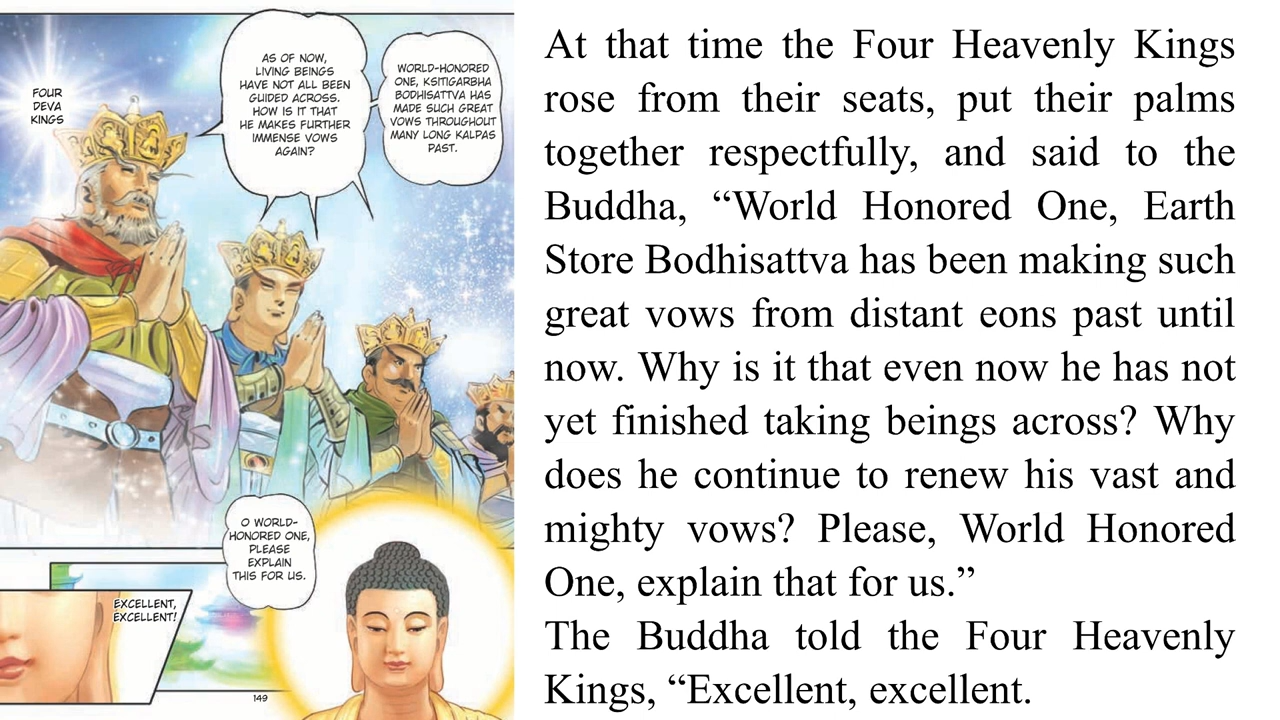 FOUR
DEVA
KINGS
WORLD-HONORED
ONE, KSITIGARBHA
BODHISATTVA HAS
MADE SUCH GREAT
VOWS THROUGHOUT
MANY LONG KALPAS
PAST.
AS OF NOW,
LIVING BEINGS
HAVE NOT ALL BEEN
GUIDED ACROSS.
HOW IS IT THAT
HE MAKES FURTHER
IMMENSE VOWS
AGAIN?
O WORLD-
HONORED ONE,
PLEASE
EXPLAIN
THIS FOR US.
EXCELLENT,
EXCELLENT!
149
At that time the Four Heavenly Kings
rose from their seats, put their palms
together respectfully, and said to the
Buddha, “World Honored One, Earth
Store Bodhisattva has been making such
great vows from distant eons past until
now. Why is it that even now he has not
yet finished taking beings across? Why
does he continue to renew his vast and
mighty vows? Please, World Honored
One, explain that for us.”
The Buddha told the Four Heavenly
Kings, “Excellent, excellent.